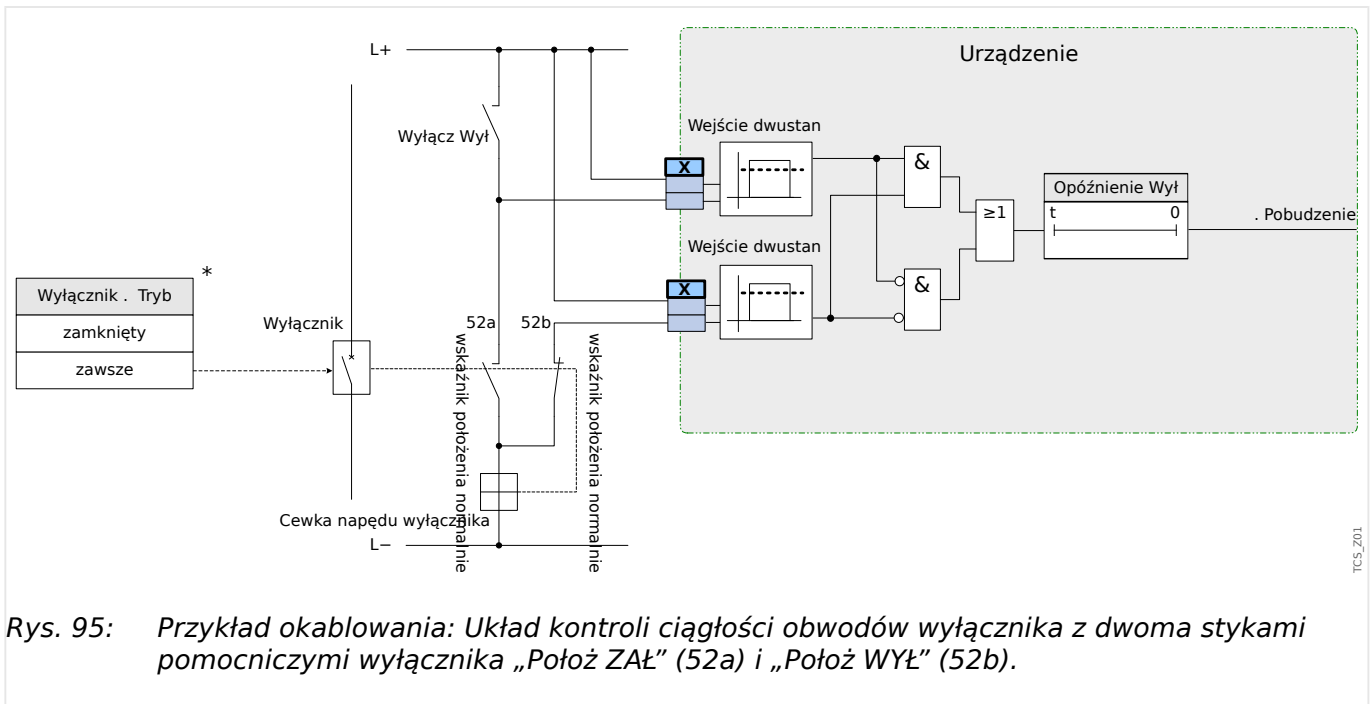 L+
Urządzenie
Wyłącz Wył
Wejście dwustan
X
&
Opóźnienie Wył
t 0
≥1
. Pobudzenie
Wejście dwustan
X
&
*
Wyłącznik . Tryb
zamknięty
zawsze
Wyłącznik
52a 52b
wskaźnik położenia normalnie
wskaźnik położenia normalnie
Cewka napędu wyłącznika
L−
TCS_Z01
Rys. 95: Przykład okablowania: Układ kontroli ciągłości obwodów wyłącznika z dwoma stykami
pomocniczymi wyłącznika „Położ ZAŁ” (52a) i „Położ WYŁ” (52b).